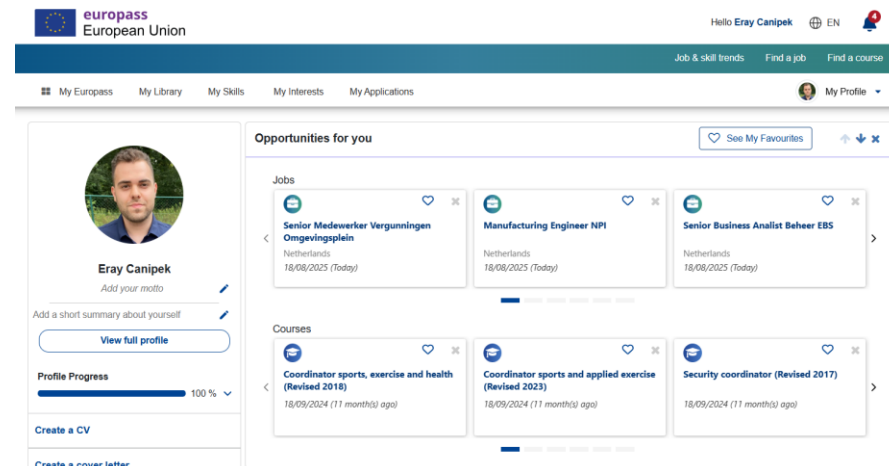 europass
European Union
Hello Eray Canipek
EN
4
Job & skill trends
Find a job
Find a course
My Europass
My Library
My Skills
My Interests
My Applications
My Profile
Eray Canipek
Add your motto
Add a short summary about yourself
View full profile
Profile Progress
100 %
Create a CV
Create a cover letter
Opportunities for you
See My Favourites
Jobs
Senior Medewerker Vergunningen
Omgevingsplein
Netherlands
18/08/2025 (Today)
Manufacturing Engineer NPI
Netherlands
18/08/2025 (Today)
Senior Business Analist Beheer EBS
Netherlands
18/08/2025 (Today)
Courses
Coordinator sports, exercise and health
(Revised 2018)
18/09/2024 (11 month(s) ago)
Coordinator sports and applied exercise
(Revised 2023)
18/09/2024 (11 month(s) ago)
Security coordinator (Revised 2017)
18/09/2024 (11 month(s) ago)